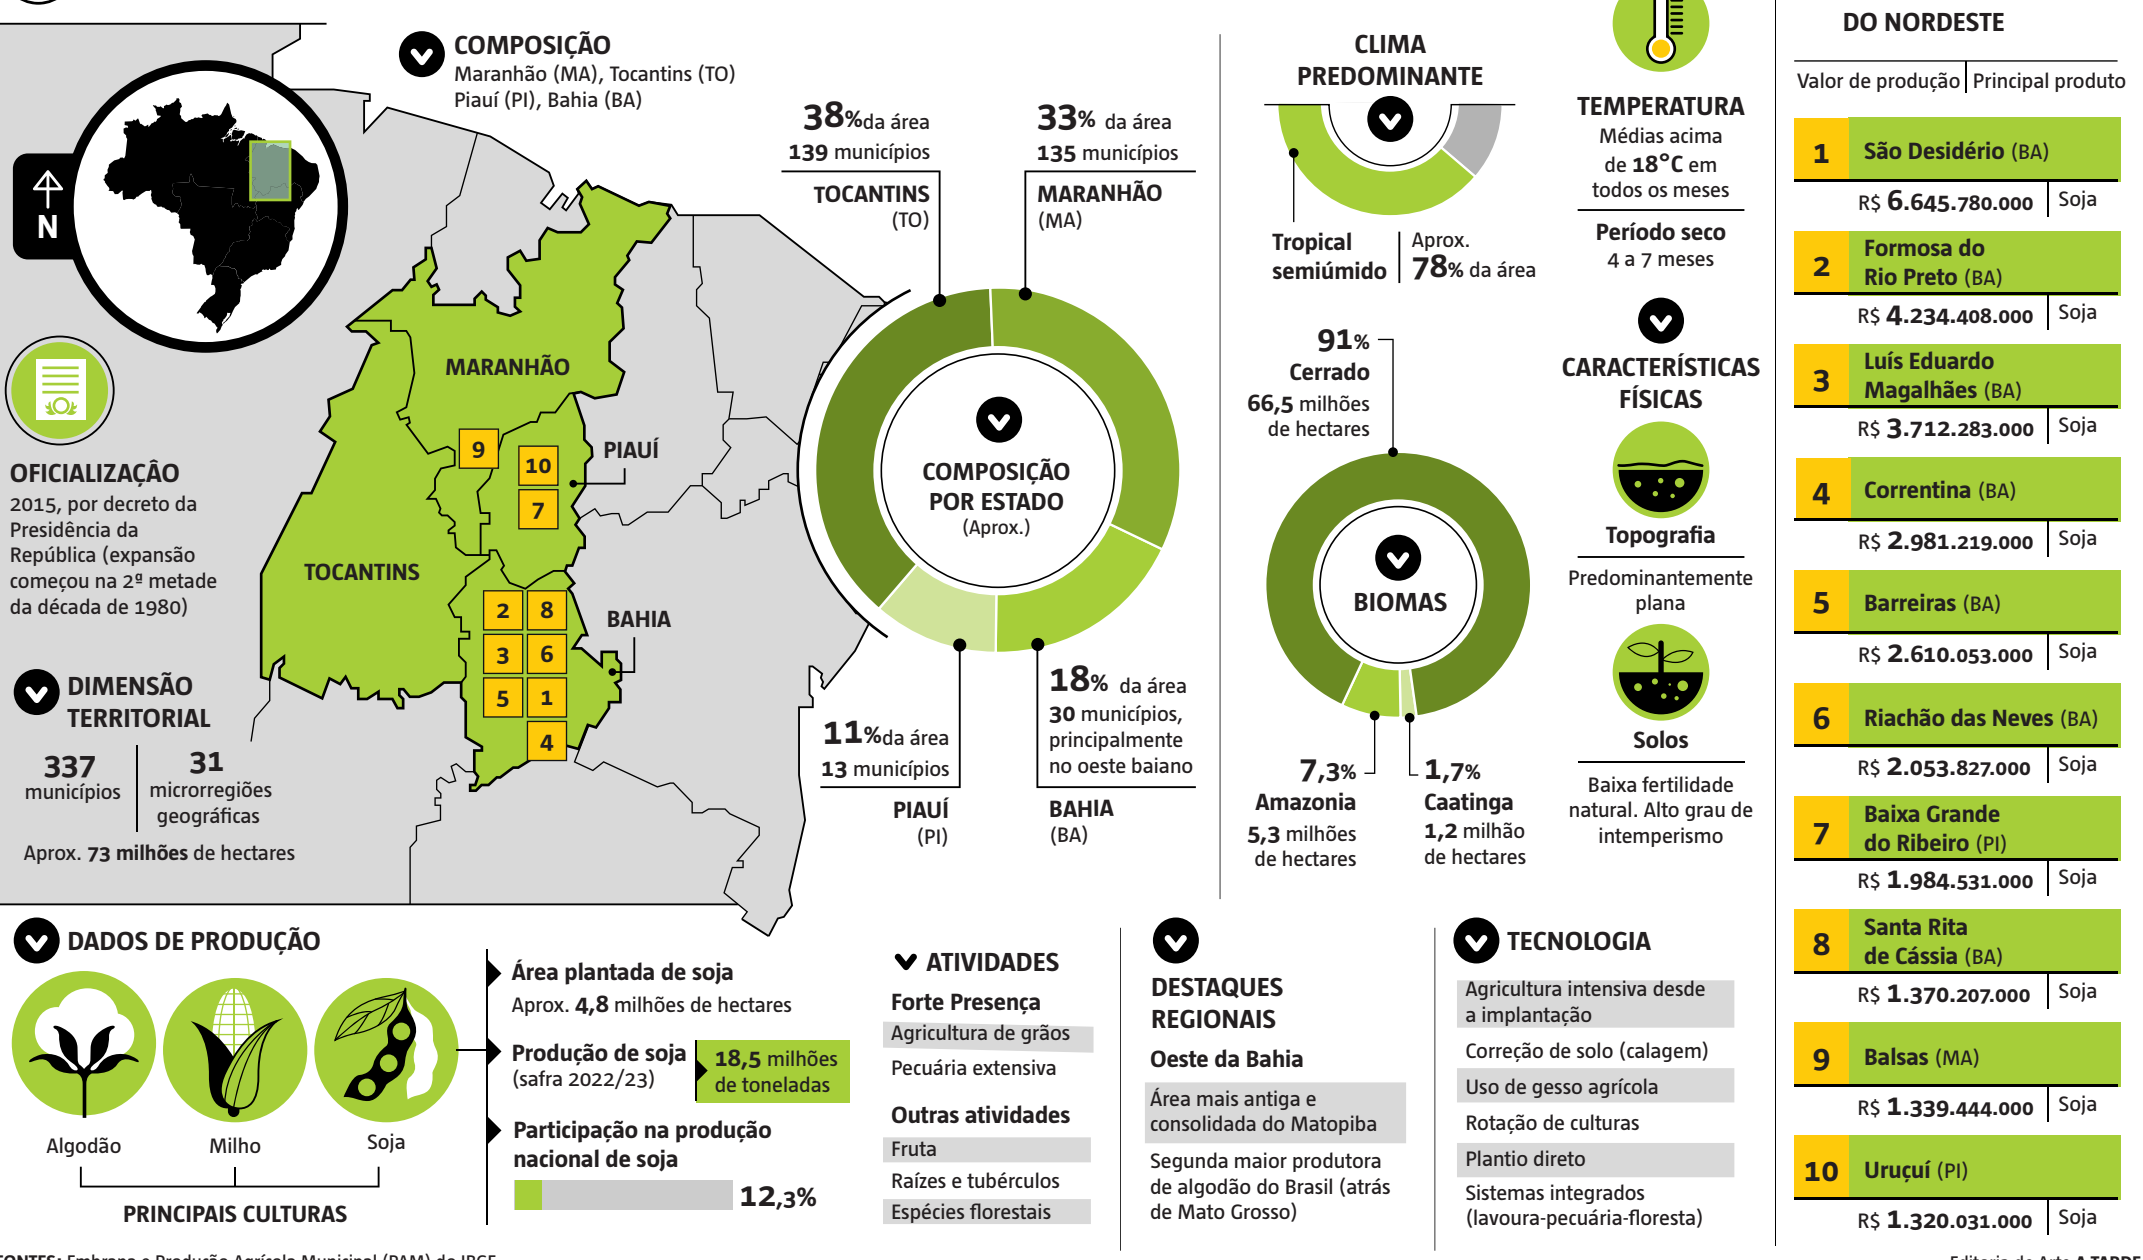 COMPOSIÇÃO
Maranhão (MA), Tocantins (TO)
Piauí (PI), Bahia (BA)
N
OFICIALIZAÇÂO
2015, por decreto da
Presidência da
República (expansão
começou na 2ª metade
da década de 1980)
DIMENSÃO
TERRITORIAL
337
municípios
31
microrregiões
geográficas
Aprox. 73 milhões de hectares
MARANHÃO
TOCANTINS
PIAUÍ
BAHIA
9
10
7
2
8
3
6
5
1
4
38% da área
139 municípios
TOCANTINS
(TO)
33% da área
135 municípios
MARANHÃO
(MA)
COMPOSIÇÃO
POR ESTADO
(Aprox.)
11% da área
13 municípios
PIAUÍ
(PI)
18% da área
30 municípios,
principalmente
no oeste baiano
BAHIA
(BA)
CLIMA
PREDOMINANTE
Tropical
semiúmido
Aprox.
78% da área
91%
Cerrado
66,5 milhões
de hectares
BIOMAS
7,3%
Amazonia
5,3 milhões
de hectares
1,7%
Caatinga
1,2 milhão
de hectares
TEMPERATURA
Médias acima
de 18°C em
todos os meses
Período seco
4 a 7 meses
CARACTERÍSTICAS
FÍSICAS
Topografia
Predominantemente
plana
Solos
Baixa fertilidade
natural. Alto grau de
intemperismo
DO NORDESTE
Valor de produção
Principal produto
1
São Desidério (BA)
R$ 6.645.780.000
Soja
2
Formosa do
Rio Preto (BA)
R$ 4.234.408.000
Soja
3
Luís Eduardo
Magalhães (BA)
R$ 3.712.283.000
Soja
4
Correntina (BA)
R$ 2.981.219.000
Soja
5
Barreiras (BA)
R$ 2.610.053.000
Soja
6
Riachão das Neves (BA)
R$ 2.053.827.000
Soja
7
Baixa Grande
do Ribeiro (PI)
R$ 1.984.531.000
Soja
8
Santa Rita
de Cássia (BA)
R$ 1.370.207.000
Soja
9
Balsas (MA)
R$ 1.339.444.000
Soja
10
Uruçuí (PI)
R$ 1.320.031.000
Soja
DADOS DE PRODUÇÃO
Algodão
Milho
Soja
PRINCIPAIS CULTURAS
Área plantada de soja
Aprox. 4,8 milhões de hectares
Produção de soja
(safra 2022/23)
18,5 milhões
de toneladas
Participação na produção
nacional de soja
12,3%
ATIVIDADES
Forte Presença
Agricultura de grãos
Pecuária extensiva
Outras atividades
Fruta
Raízes e tubérculos
Espécies florestais
DESTAQUES
REGIONAIS
Oeste da Bahia
Área mais antiga e
consolidada do Matopiba
Segunda maior produtora
de algodão do Brasil (atrás
de Mato Grosso)
TECNOLOGIA
Agricultura intensiva desde
a implantação
Correção de solo (calagem)
Uso de gesso agrícola
Rotação de culturas
Plantio direto
Sistemas integrados
(lavoura-pecuária-floresta)
FONTES: Embrapa e Produção Agrícola Municipal (PAM) do IBGE
Editoria de Arte A TARDE